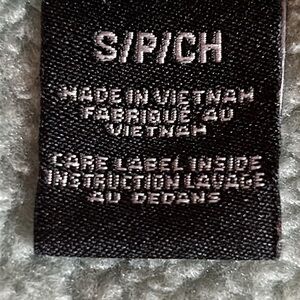 S/P/CH
MADE IN VIETNAM
FABRIQUÉ AU
VIETNAM
CARE LABEL INSIDE
INSTRUCTION LAVAGE
AU DEDANS